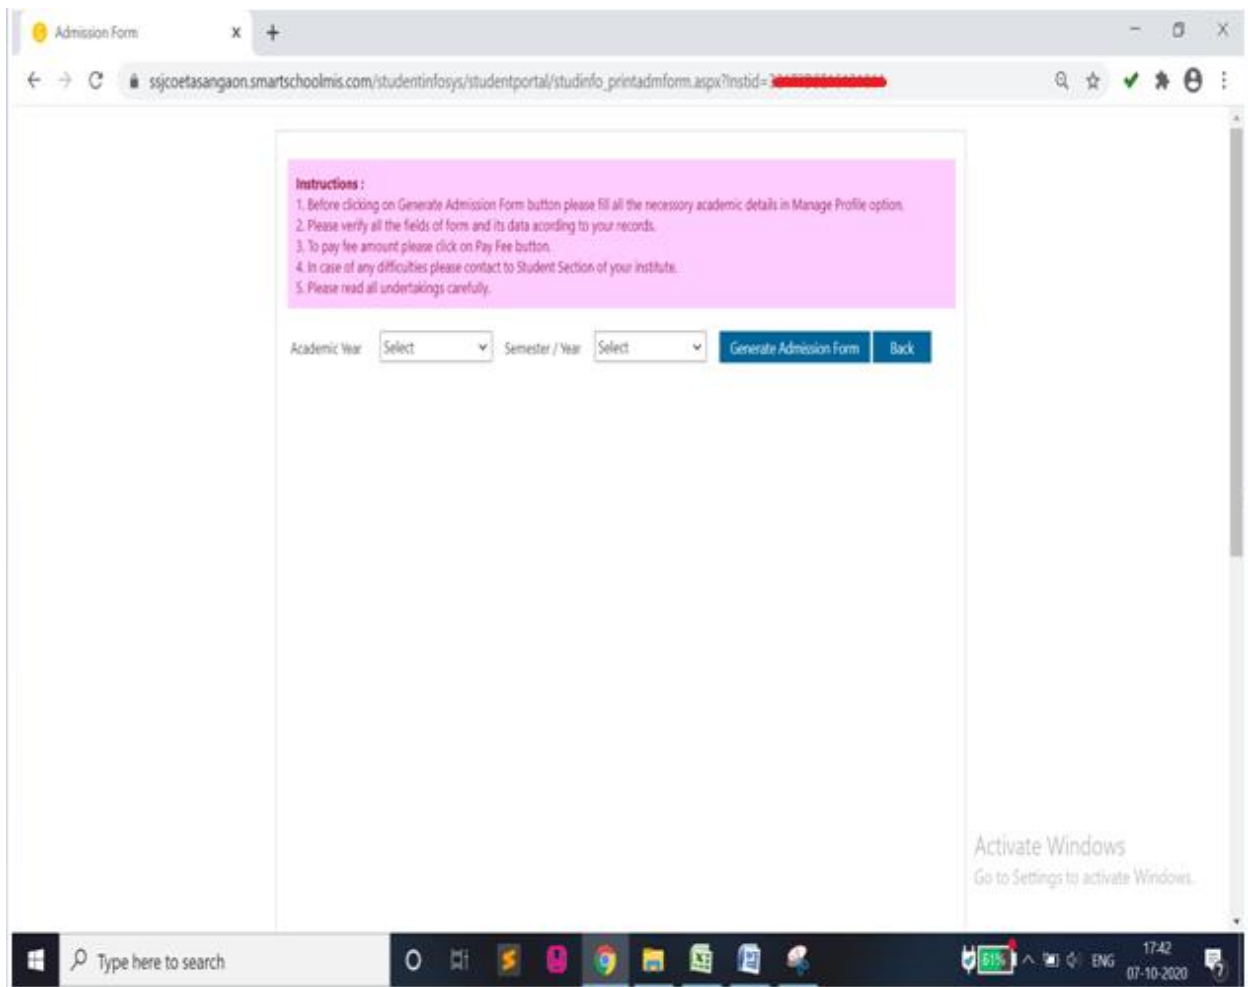 Admission Form
ssjcoetasangaon.smartschoolmis.com/studentinfosys/studentportal/studinfo_printadmform.aspx?Instid=
Instructions :
1. Before clicking on Generate Admission Form button please fill all the necessary academic details in Manage Profile option.
2. Please verify all the fields of form and its data acording to your records.
3. To pay fee amount please click on Pay Fee button.
4. In case of any difficulties please contact to Student Section of your institute.
5. Please read all undertakings carefully.
Academic Year Select Semester / Year Select Generate Admission Form Back
Activate Windows
Go to Settings to activate Windows.
Type here to search 61% ENG 17:42
07-10-2020